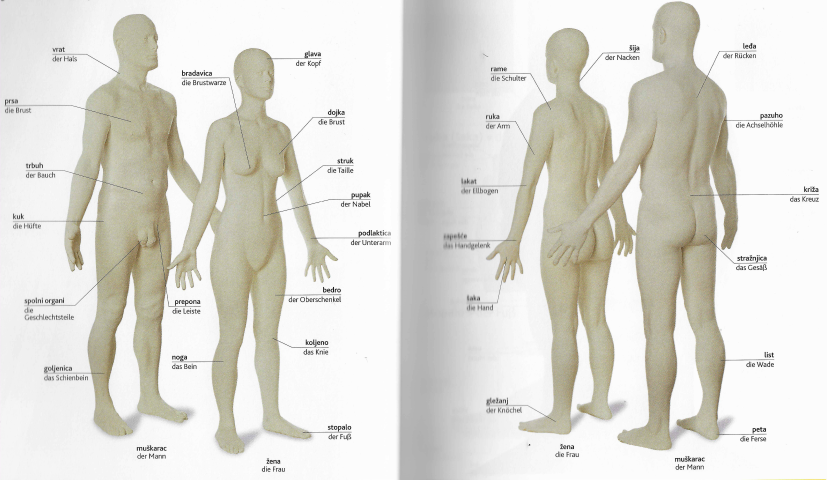 vrat
der Hals
glava
der Kopf
bradavica
die Brustwarze
prsa
die Brust
dojka
die Brust
trbuh
der Bauch
struk
die Taille
pupak
der Nabel
kuk
die Hüfte
podlaktica
der Unterarm
spolni organi
die
Geschlechtsteile
prepona
die Leiste
bedro
der Oberschenkel
koljeno
das Knie
noga
das Bein
goljenica
das Schienbein
stopalo
der Fuß
muškarac
der Mann
žena
die Frau
šija
der Nacken
leđa
der Rücken
rame
die Schulter
ruka
der Arm
pazuho
die Achselhöhle
lakat
der Ellbogen
križa
das Kreuz
zapešće
das Handgelenk
stražnjica
das Gesäß
šaka
die Hand
list
die Wade
gležanj
der Knöchel
peta
die Ferse
žena
die Frau
muškarac
der Mann